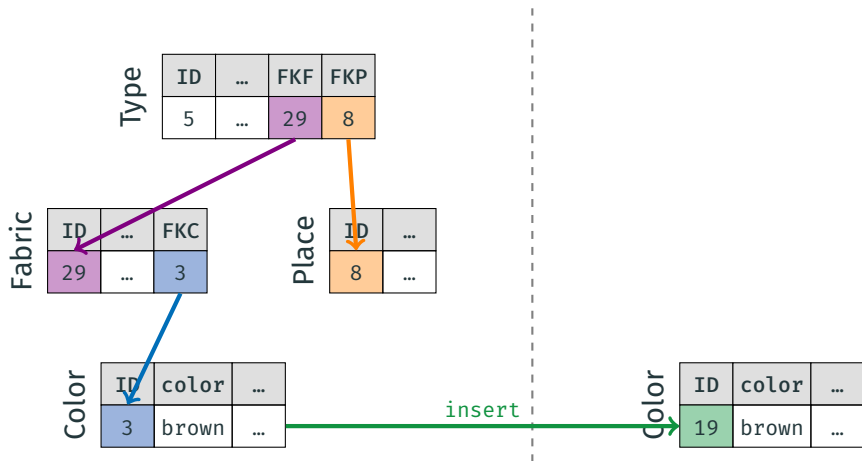 Type
ID … FKF FKP
5 … 29 8
Fabric
ID … FKC
29 … 3
Place
ID …
8 …
Color
ID color …
3 brown …
insert
Color
ID color …
19 brown …